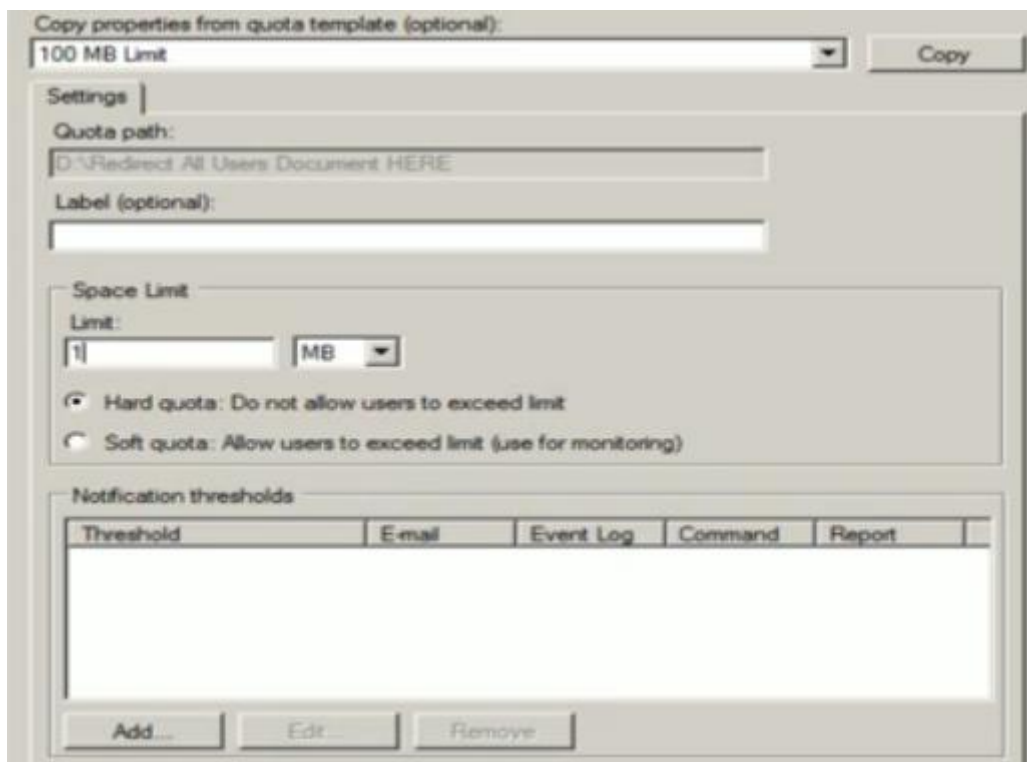 Copy properties from quota template (optional):
100 MB Limit Copy
Settings
Quota path:
D:\Redirect All Users Document HERE
Label (optional):
Space Limit
Limit:
1 MB
Hard quota: Do not allow users to exceed limit
Soft quota: Allow users to exceed limit (use for monitoring)
Notification thresholds
Threshold E-mail Event Log Command Report
Add... Edit... Remove